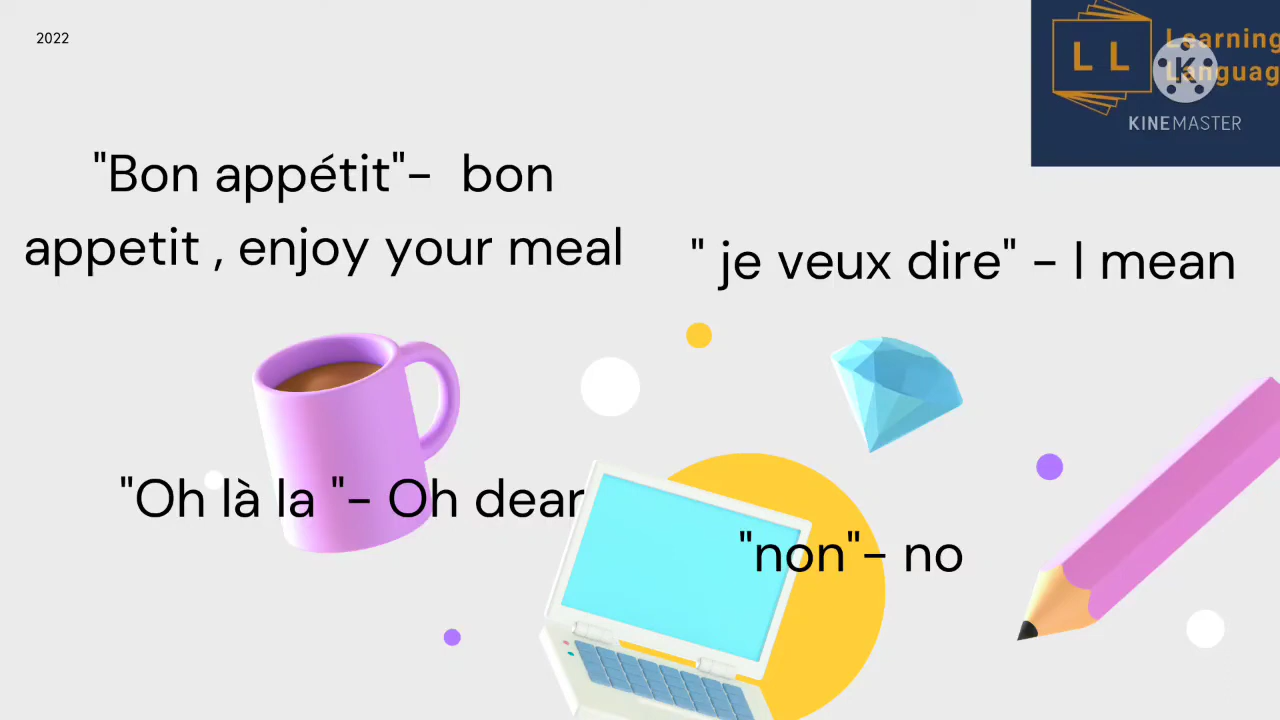 2022
L L
Learning
Languag
KINEMASTER
"Bon appétit"- bon
appetit , enjoy your meal
" je veux dire" - I mean
"Oh là la "- Oh dear
"non"- no